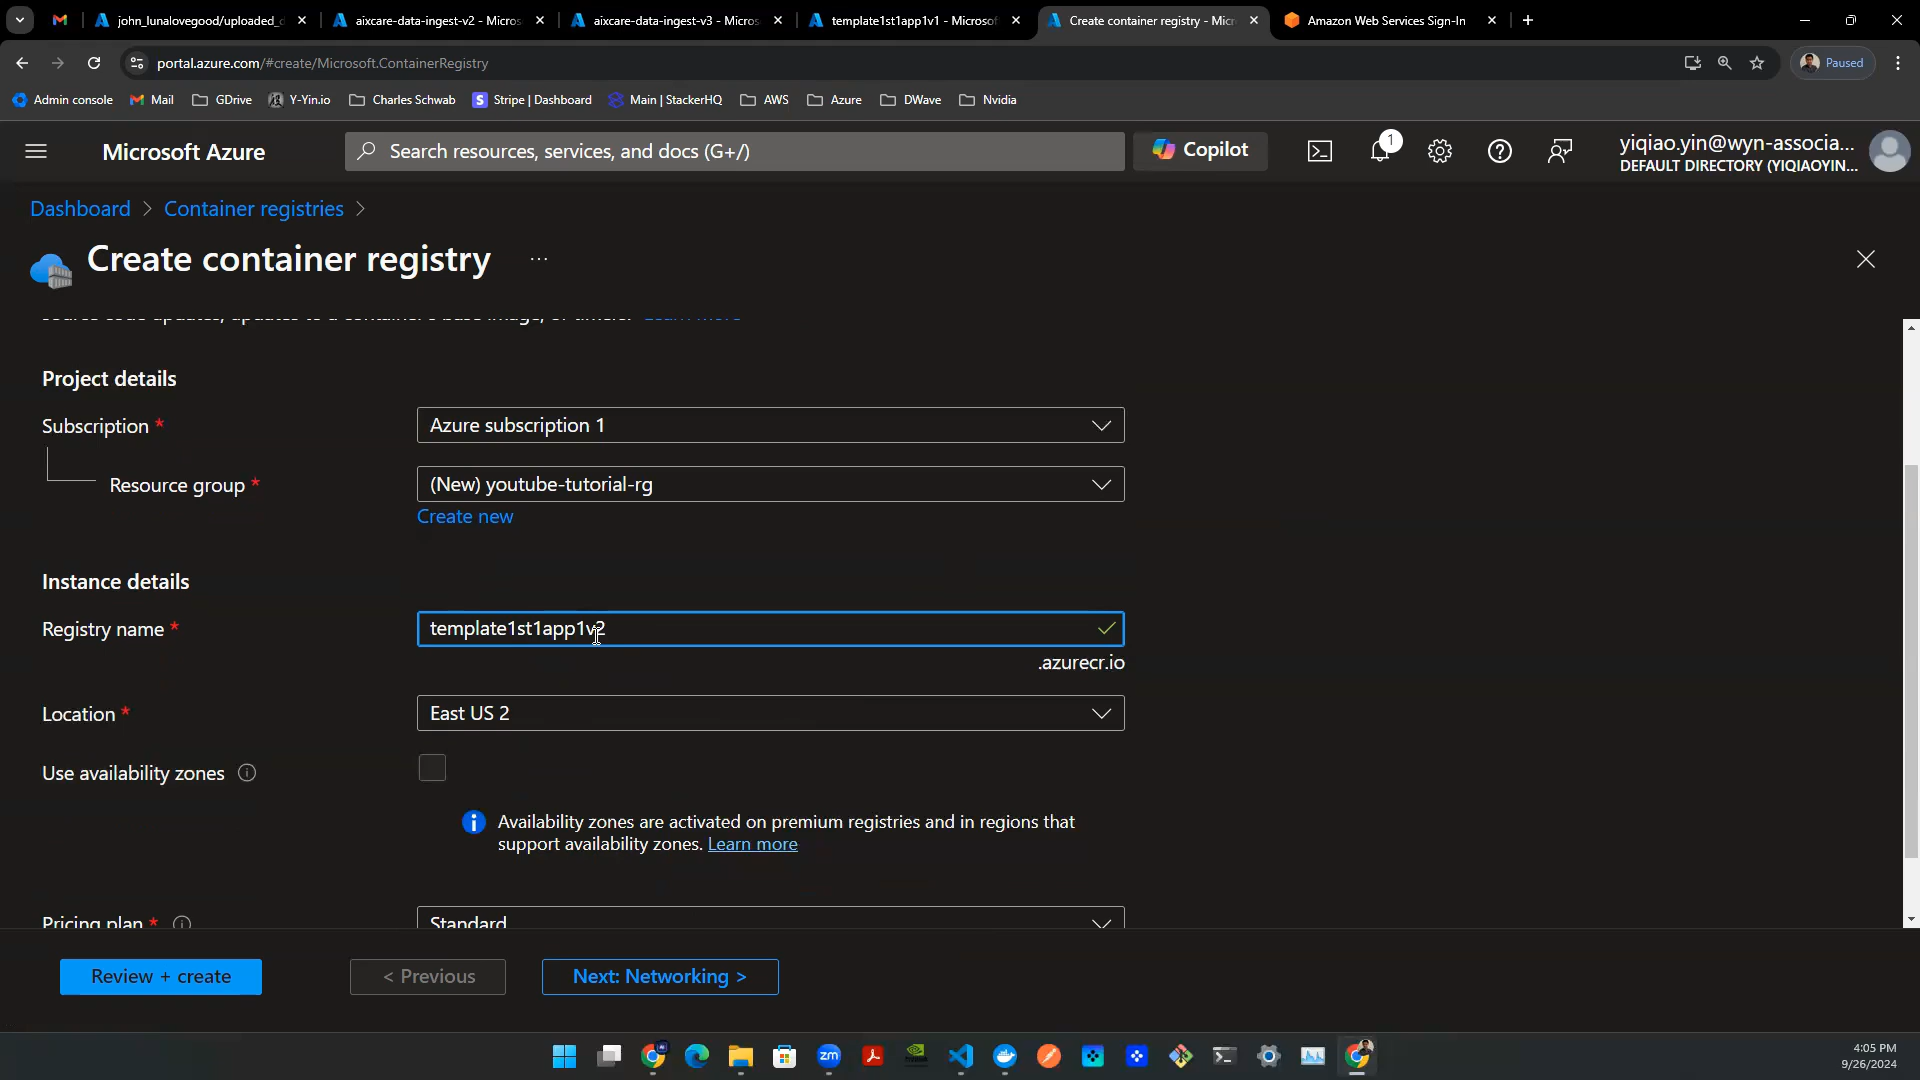 john_lunalovegood/uploaded_d
aixcare-data-ingest-v2 - Micros
aixcare-data-ingest-v3 - Micros
template1st1app1v1 - Microsof
Create container registry - Micr
Amazon Web Services Sign-In
portal.azure.com/#create/Microsoft.ContainerRegistry
Paused
Admin console
Mail
GDrive
Y-Yin.io
Charles Schwab
Stripe | Dashboard
Main | StackerHQ
AWS
Azure
DWave
Nvidia
Microsoft Azure
Search resources, services, and docs (G+/)
Copilot
1
yiqiao.yin@wyn-associa...
DEFAULT DIRECTORY (YIQIAOYIN...
Dashboard > Container registries >
Create container registry ...
Project details
Subscription *
Azure subscription 1
Resource group *
(New) youtube-tutorial-rg
Create new
Instance details
Registry name *
template1st1app1v2
.azurecr.io
Location *
East US 2
Use availability zones
Availability zones are activated on premium registries and in regions that
support availability zones. Learn more
Pricing plan *
Standard
Review + create
< Previous
Next: Networking >
zm
4:05 PM
9/26/2024